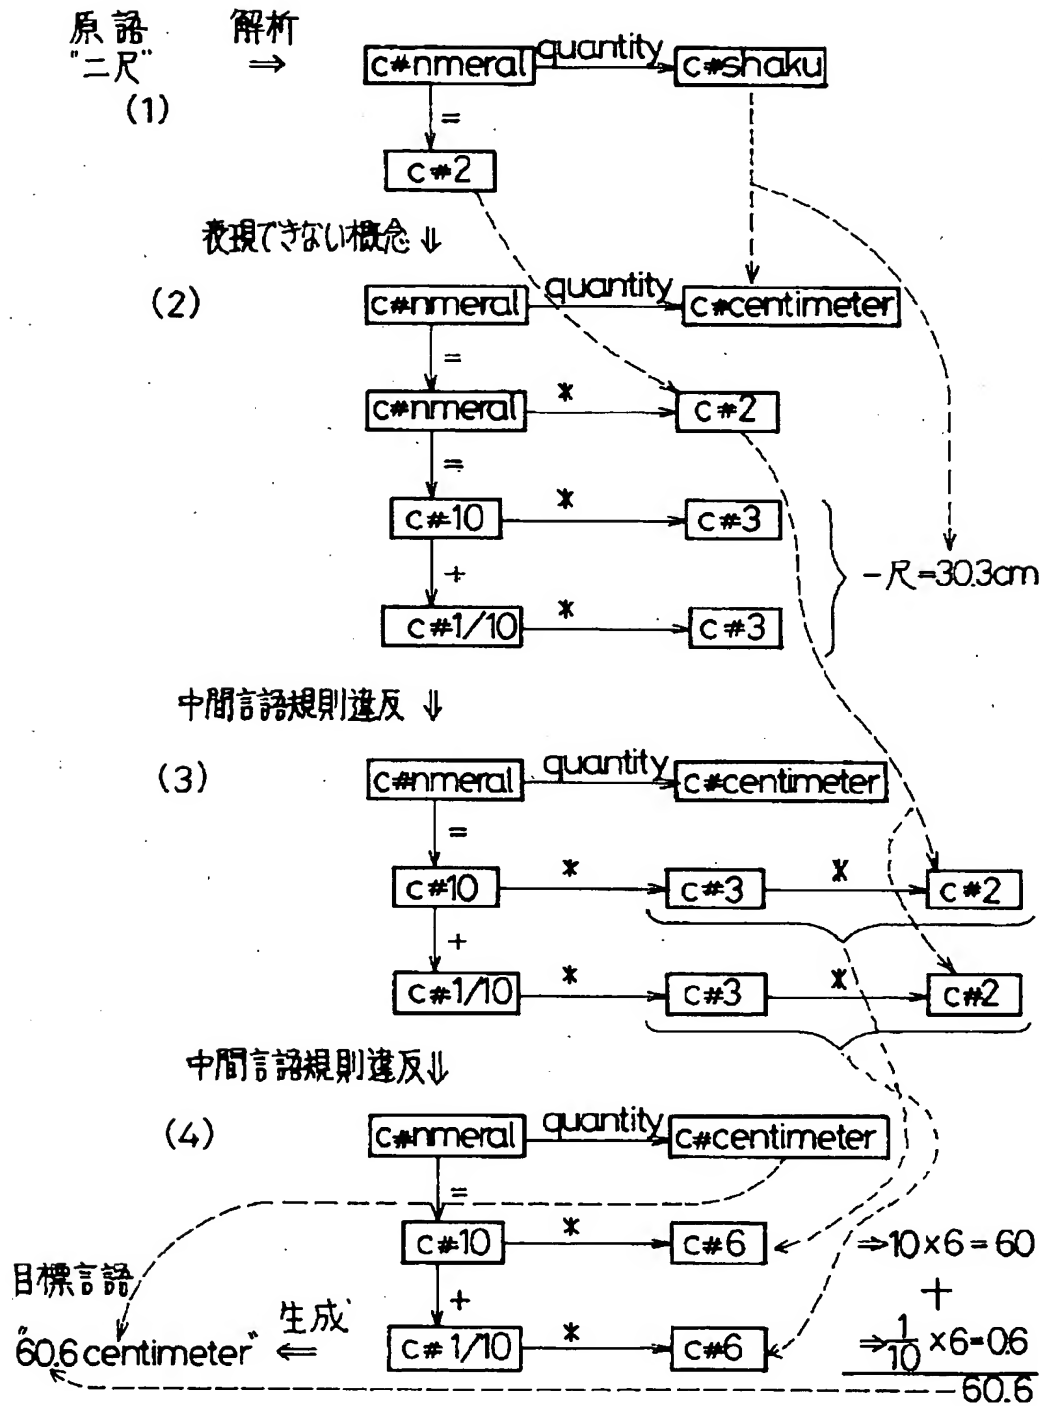 原語 解析
"二尺" ⇒
(1)
c#nmeral quantity c#shaku
=
c#2
表現できない概念 ⇓
(2)
c#nmeral quantity c#centimeter
=
c#nmeral * c#2
=
c#10 * c#3
+
一尺=30.3cm
c#1/10 * c#3
中間言語規則違反 ⇓
(3)
c#nmeral quantity c#centimeter
=
c#10 * c#3 * c#2
+
c#1/10 * c#3 * c#2
中間言語規則違反⇓
(4)
c#nmeral quantity c#centimeter
=
c#10 * c#6 ⇒10×6=60
目標言語
+ +
"60.6 centimeter" ⇐ 生成
c#1/10 * c#6 ⇒1/10×6=0.6
60.6